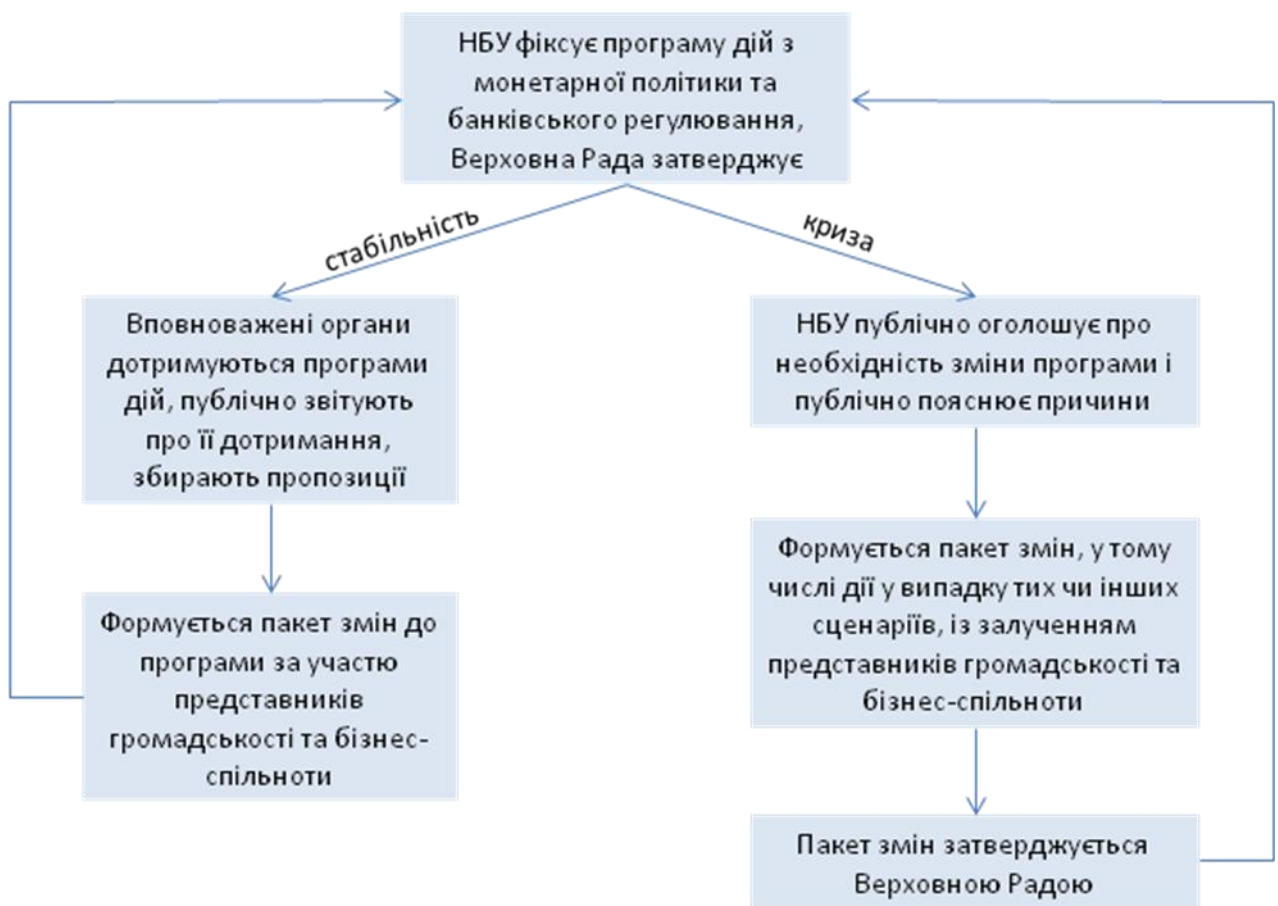 НБУ фіксує програму дій з
монетарної політики та
банківського регулювання,
Верховна Рада затверджує
стабільність
криза
Вповноважені органи
дотримуються програми
дій, публічно звітують
про її дотримання,
збирають пропозиції
Формується пакет змін до
програми за участю
представників
громадськості та бізнес-
спільноти
НБУ публічно оголошує про
необхідність зміни програми і
публічно пояснює причини
Формується пакет змін, у тому
числі дії у випадку тих чи інших
сценаріїв, із залученням
представників громадськості та
бізнес-спільноти
Пакет змін затверджується
Верховною Радою